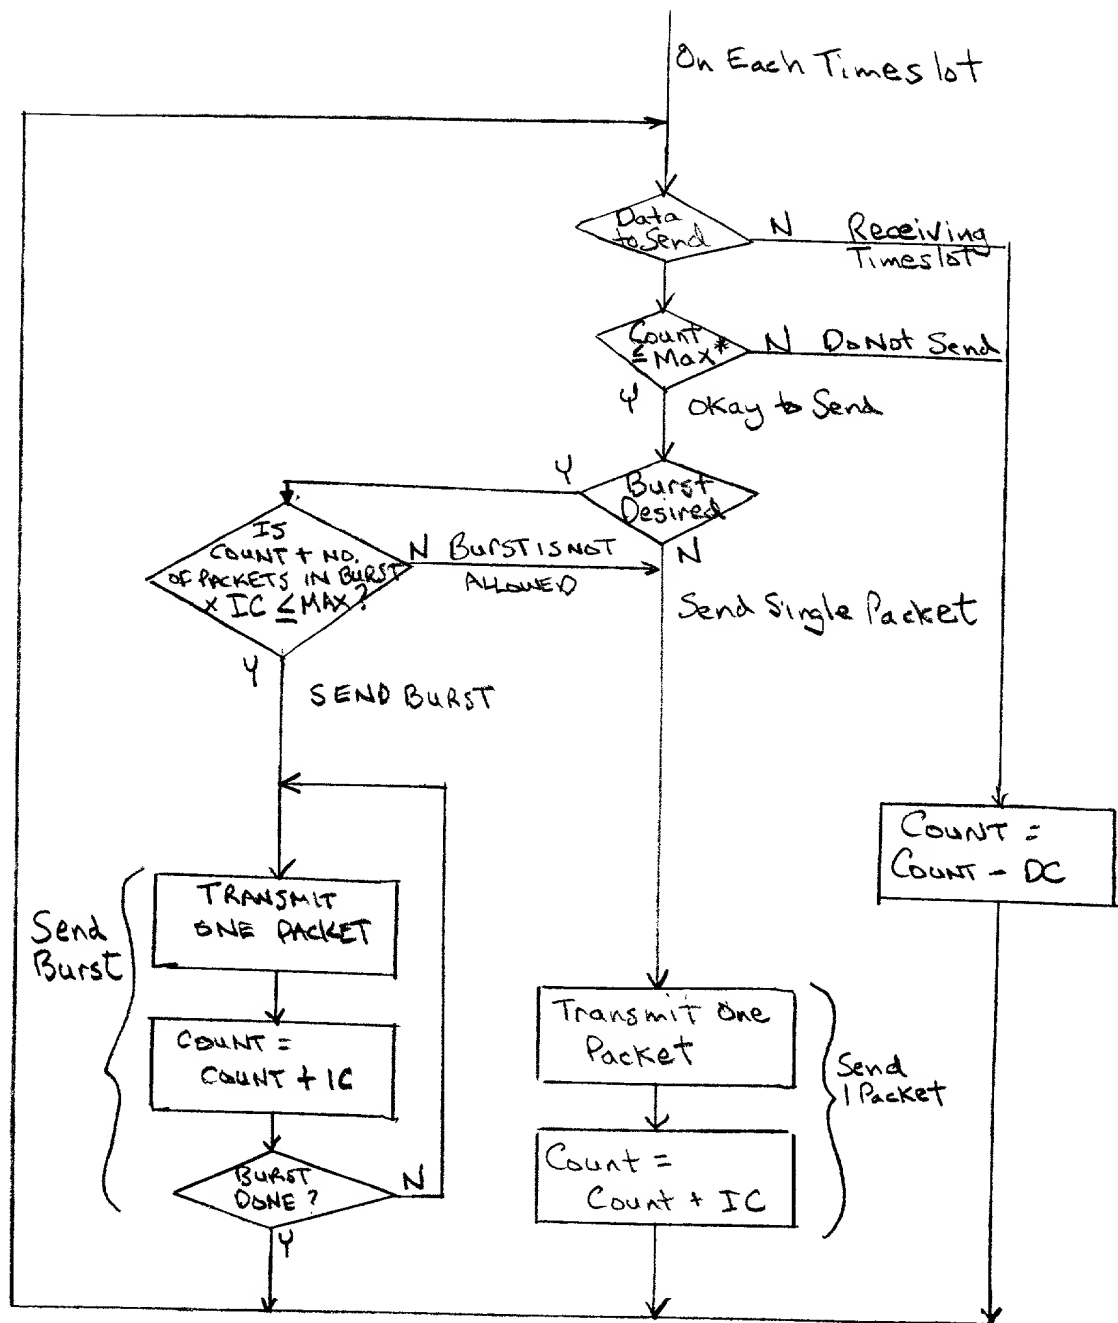 On Each Timeslot
Data
to Send
N Receiving
Timeslot
Count
≤ Max*
N Do Not Send
Y
Okay to Send
Y
Burst
Desired
N
Is
Count + No.
of Packets in Burst
x IC ≤ Max?
N Burst is not
allowed
Send Single Packet
Y
SEND BURST
Count =
Count - DC
Send
Burst
TRANSMIT
ONE PACKET
COUNT =
COUNT + IC
BURST
DONE?
N
Y
Transmit One
Packet
Count =
Count + IC
Send
1 Packet